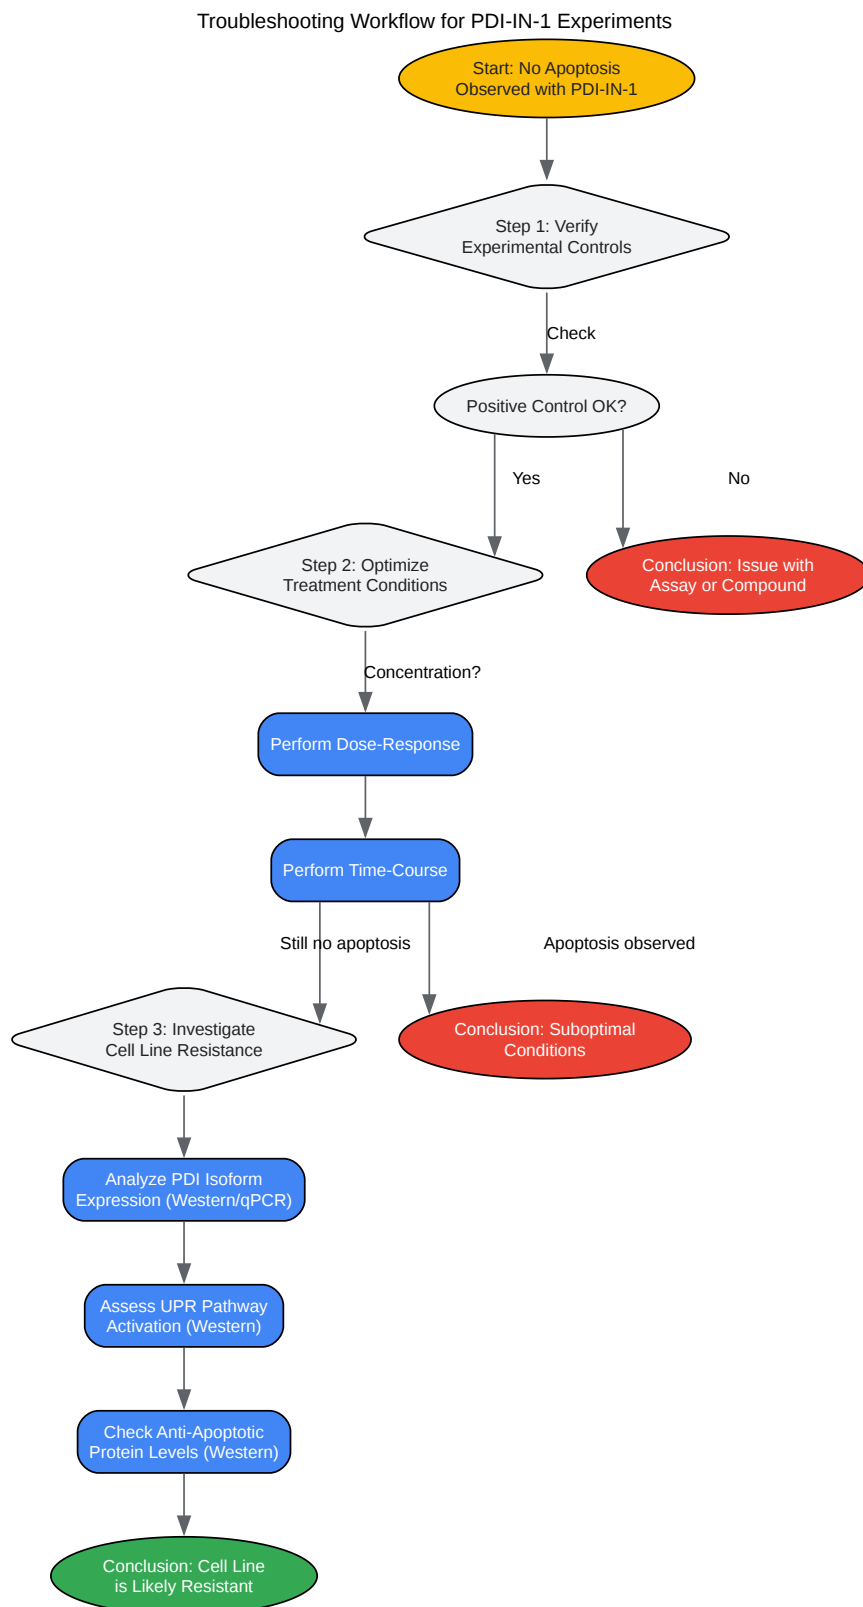 Troubleshooting Workflow for PDI-IN-1 Experiments
Start: No Apoptosis
Observed with PDI-IN-1
Step 1: Verify
Experimental Controls
Check
Positive Control OK?
Yes
No
Step 2: Optimize
Treatment Conditions
Conclusion: Issue with
Assay or Compound
Concentration?
Perform Dose-Response
Perform Time-Course
Still no apoptosis
Apoptosis observed
Step 3: Investigate
Cell Line Resistance
Conclusion: Suboptimal
Conditions
Analyze PDI Isoform
Expression (Western/qPCR)
Assess UPR Pathway
Activation (Western)
Check Anti-Apoptotic
Protein Levels (Western)
Conclusion: Cell Line
is Likely Resistant